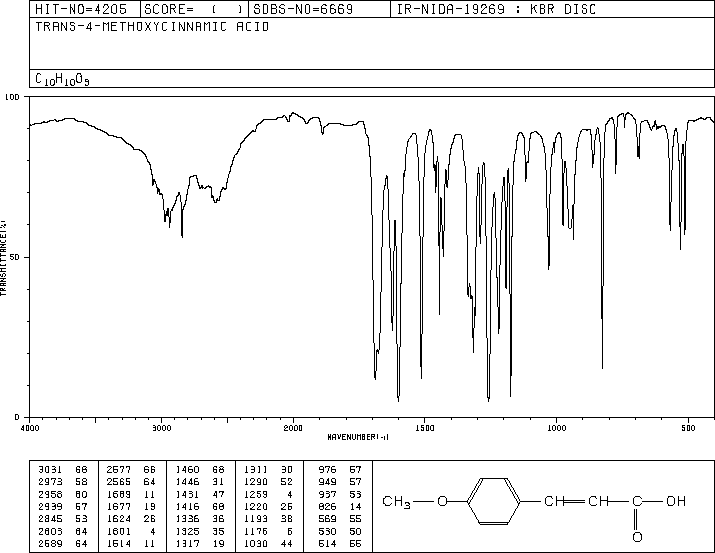 HIT-NO=4205 SCORE= ( ) SDBS-NO=6669 IR-NIDA-19269 : KBR DISC
TRANS-4-METHOXYCINNAMIC ACID
C10H10O3
100
TRANSMITTANCE(%)
50
0
4000 3000 2000 1500 1000 500
WAVENUMBER(-1)
3031 66 2577 66 1460 68 1311 30 976 57
2973 58 2565 64 1446 31 1290 52 949 57
2958 60 1689 11 1431 47 1259 4 937 53
2939 57 1677 19 1416 68 1220 25 826 14
2845 53 1624 26 1336 36 1193 38 569 55
2603 64 1601 4 1325 35 1176 6 530 50
2589 64 1514 11 1317 19 1030 44 514 55
CH3 O CH CH C OH
O